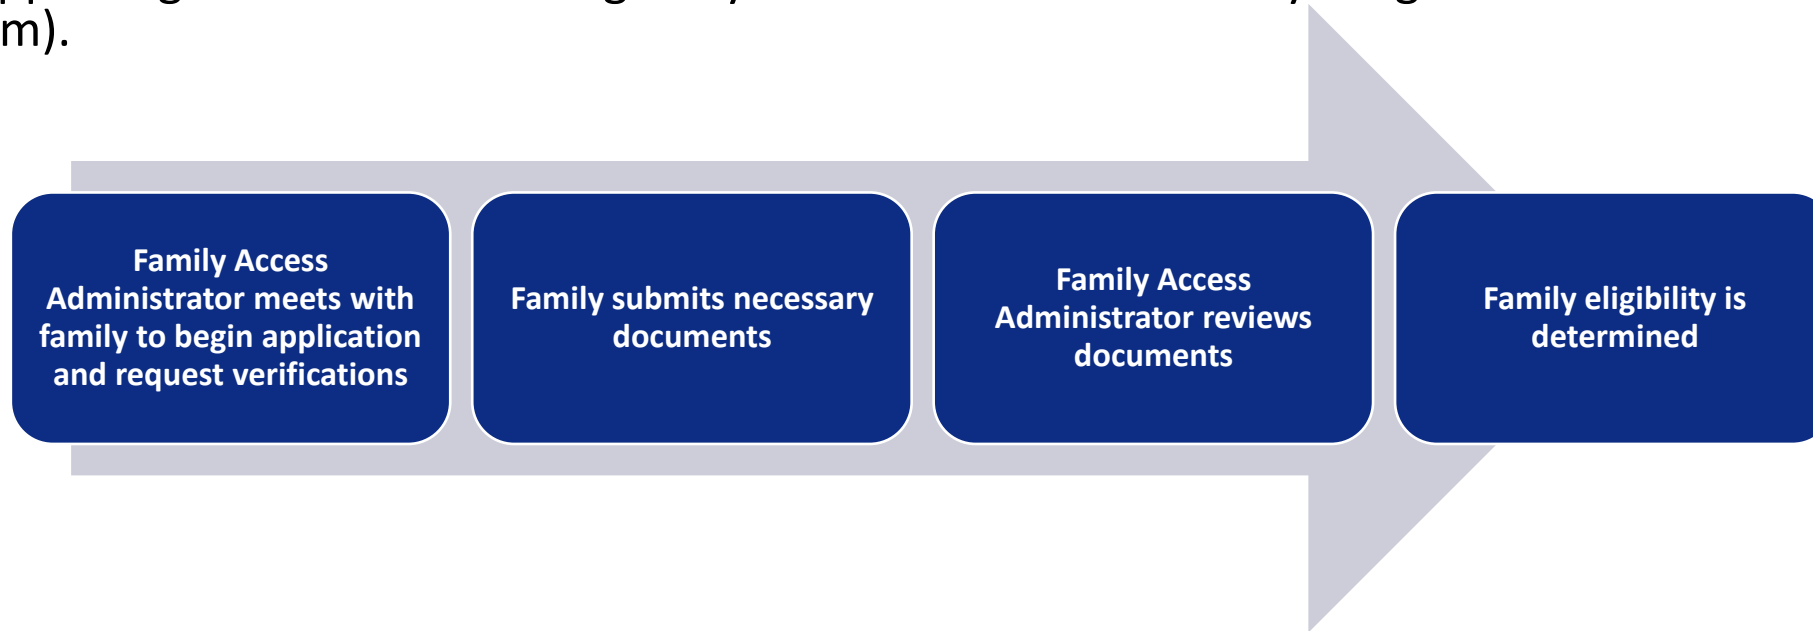 m).
Family Access
Administrator meets with
family to begin application
and request verifications
Family submits necessary
documents
Family Access
Administrator reviews
documents
Family eligibility is
determined